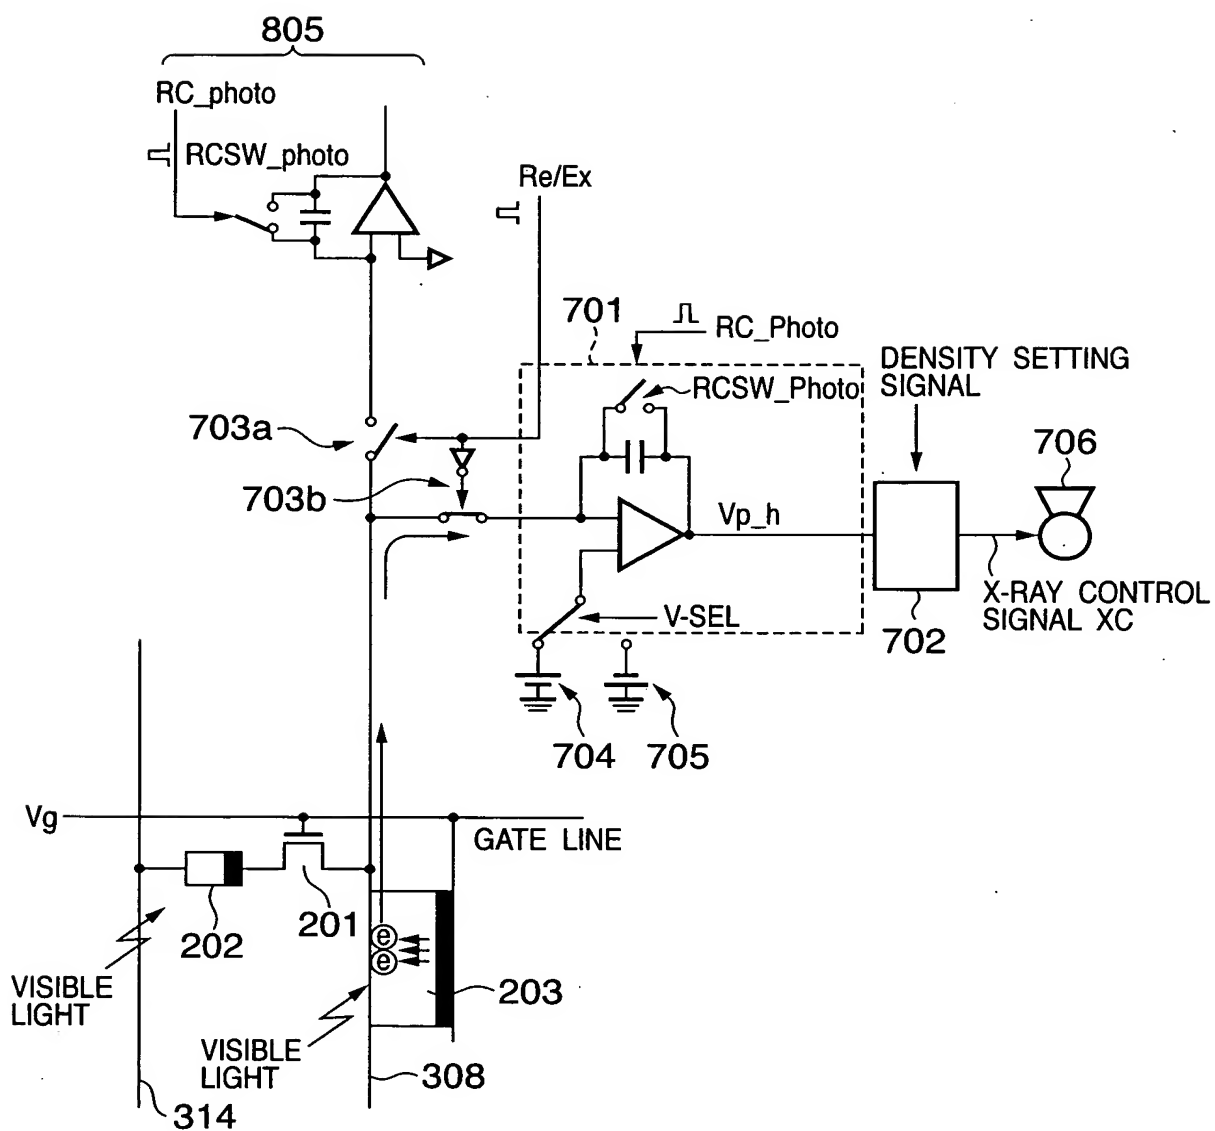 805
RC_photo
RCSW_photo
Re/Ex
701
RC_Photo
DENSITY SETTING
SIGNAL
RCSW_Photo
703a
706
703b
Vp_h
V-SEL
X-RAY CONTROL
SIGNAL XC
702
704
705
Vg
GATE LINE
201
202
e
e
203
VISIBLE
LIGHT
VISIBLE
LIGHT
308
314